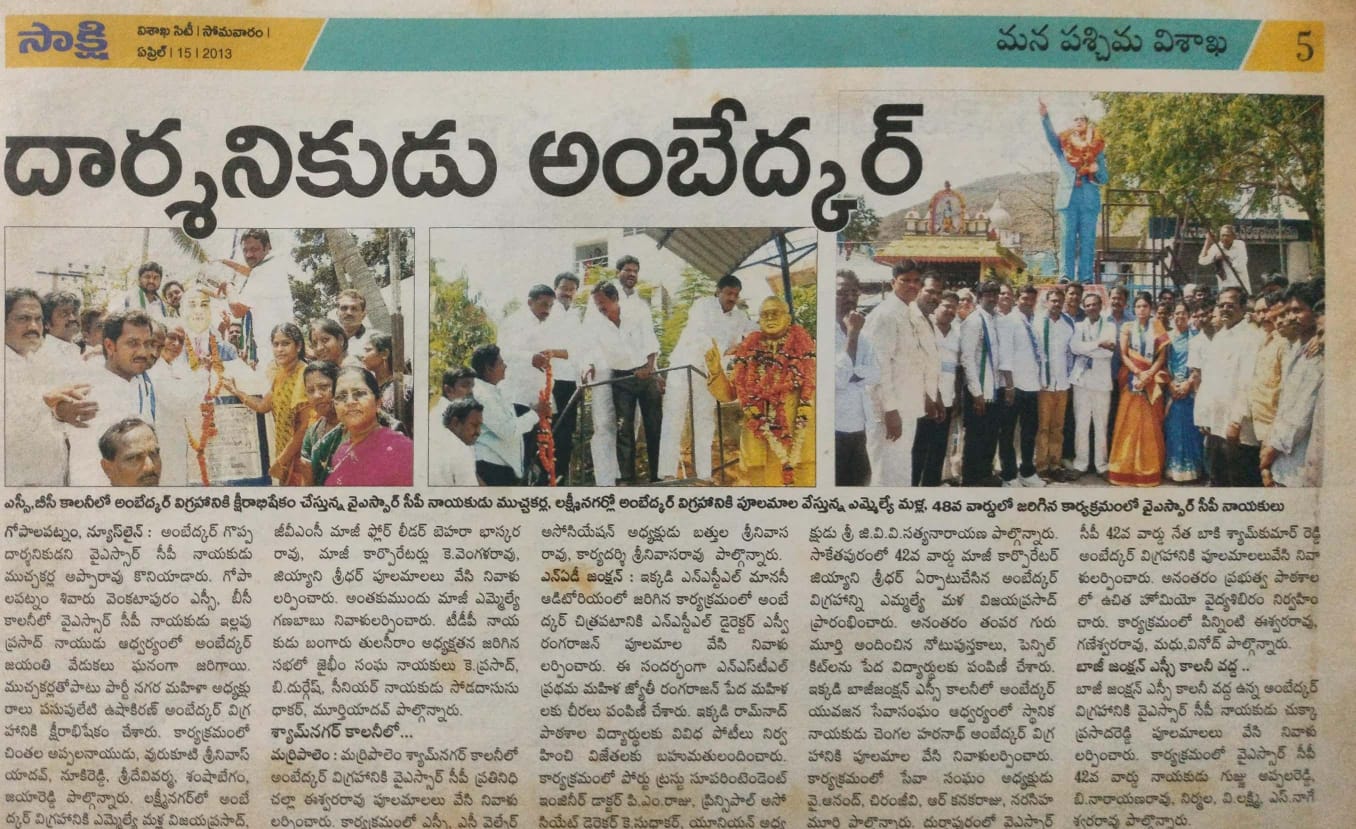 సాక్షి
విశాఖ సిటీ | సోమవారం |
ఏప్రిల్ | 15 | 2013
మన పశ్చిమ విశాఖ
5
దార్శనికుడు అంబేద్కర్
ఎస్సీ,బీసీ కాలనీలో అంబేద్కర్ విగ్రహానికి క్షీరాభిషేకం చేస్తున్న వైఎస్సార్ సీపీ నాయకుడు ముచ్చకర్ల, లక్ష్మీనగర్లో అంబేద్కర్ విగ్రహానికి పూలమాల వేస్తున్న ఎమ్మెల్యే మళ్ల, 48వ వార్డులో జరిగిన కార్యక్రమంలో వైఎస్సార్ సీపీ నాయకులు
గోపాలపట్నం, న్యూస్‌లైన్ : అంబేద్కర్ గొప్ప
దార్శనికుడని వైఎస్సార్ సీపీ నాయకుడు
ముచ్చకర్ల అప్పారావు కొనియాడారు. గోపా
లపట్నం శివారు వెంకటాపురం ఎస్సీ, బీసీ
కాలనీలో వైఎస్సార్ సీపీ నాయకుడు ఇల్లపు
ప్రసాద్ నాయుడు ఆధ్వర్యంలో అంబేద్కర్
జయంతి వేడుకలు ఘనంగా జరిగాయి.
ముచ్చకర్లతోపాటు పార్టీ నగర మహిళా అధ్యక్షు
రాలు పసుపులేటి ఉషాకిరణ్ అంబేద్కర్ విగ్ర
హానికి క్షీరాభిషేకం చేశారు. కార్యక్రమంలో
చింతల అప్పలనాయుడు, వురుకూటి శ్రీనివాస్
యాదవ్, నూకిరెడ్డి, శ్రీదేవివర్మ, శంషాబేగం,
జయారెడ్డి పాల్గొన్నారు. లక్ష్మీనగర్‌లో అంబే
ద్కర్ విగ్రహానికి ఎమ్మెల్యే మళ్ల విజయప్రసాద్,
జీవీఎంసీ మాజీ ఫ్లోర్ లీడర్ బెహరా భాస్కర
రావు, మాజీ కార్పొరేటర్లు కె.వెంగళరావు,
జియ్యాని శ్రీధర్ పూలమాలలు వేసి నివాళు
లర్పించారు. అంతకుముందు మాజీ ఎమ్మెల్యే
గణబాబు నివాళులర్పించారు. టీడీపీ నాయ
కుడు బంగారు తులసీరాం అధ్యక్షతన జరిగిన
సభలో జైభీం సంఘ నాయకులు కె.ప్రసాద్,
బి.దుర్గేష్, సీనియర్ నాయకుడు సోడదాసుసు
ధాకర్, మూర్తియాదవ్ పాల్గొన్నారు.
శ్యామ్‌నగర్ కాలనీలో...
మర్రిపాలెం : మర్రిపాలెం శ్యామ్‌నగర్ కాలనీలో
అంబేద్కర్ విగ్రహానికి వైఎస్సార్ సీపీ ప్రతినిధి
చల్లా ఈశ్వరరావు పూలమాలలు వేసి నివాళు
లర్పించారు. కార్యక్రమంలో ఎస్సీ, ఎస్టీ వెల్ఫేర్
అసోసియేషన్ అధ్యక్షుడు బత్తుల శ్రీనివాస
రావు, కార్యదర్శి శ్రీనివాసరావు పాల్గొన్నారు.
ఎన్ఏడీ జంక్షన్ : ఇక్కడి ఎన్ఎస్టీఎల్ మానసీ
ఆడిటోరియంలో జరిగిన కార్యక్రమంలో అంబే
ద్కర్ చిత్రపటానికి ఎన్ఎస్టీఎల్ డైరెక్టర్ ఎస్వీ
రంగరాజన్ పూలమాల వేసి నివాళు
లర్పించారు. ఈ సందర్భంగా ఎన్ఎస్‌టీఎల్
ప్రథమ మహిళ జ్యోతీ రంగరాజన్ పేద మహిళ
లకు చీరలు పంపిణీ చేశారు. ఇక్కడి రామ్‌నాద్
పాఠశాల విద్యార్థులకు వివిధ పోటీలు నిర్వ
హించి విజేతలకు బహుమతులందించారు.
కార్యక్రమంలో పోర్టు ట్రస్టు సూపరింటెండెంట్
ఇంజినీర్ డాక్టర్ పి.ఎం.రాజు, ప్రిన్సిపాల్ అసో
సియేట్ డైరెక్టర్ కె.సుధాకర్, యూనియన్ అధ్య
క్షుడు శ్రీ జి.వి.వి.సత్యనారాయణ పాల్గొన్నారు.
సాకేతపురంలో 42వ వార్డు మాజీ కార్పొరేటర్
జియ్యాని శ్రీధర్ ఏర్పాటుచేసిన అంబేద్కర్
విగ్రహాన్ని ఎమ్మల్యే మళ విజయప్రసాద్
ప్రారంభించారు. అనంతరం తంపర గురు
మూర్తి అందించిన నోటుపుస్తకాలు, పెన్సిల్
కిట్‌లను పేద విద్యార్థులకు పంపిణీ చేశారు.
ఇక్కడి బాజీజంక్షన్ ఎస్సీ కాలనీలో అంబేద్కర్
యువజన సేవాసంఘం ఆధ్వర్యంలో స్థానిక
నాయకుడు చెంగల హరనాథ్ అంబేద్కర్ విగ్ర
హానికి పూలమాల వేసి నివాళులర్పించారు.
కార్యక్రమంలో సేవా సంఘం అధ్యక్షుడు
వై.ఆనంద్, చిరంజీవి, ఆర్ కనకరాజు, నరసిహ
మూర్తి పాల్గొన్నారు. దుర్గాపురంలో వైఎస్సార్
సీపీ 42వ వార్డు నేత బాకి శ్యామ్‌కుమార్ రెడ్డి
అంబేద్కర్ విగ్రహానికి పూలమాలలువేసి నివా
ళులర్పించారు. అనంతరం ప్రభుత్వ పాఠశాల
లో ఉచిత హోమియో వైద్యశిబిరం నిర్వహిం
చారు. కార్యక్రమంలో పిన్నింటి ఈశ్వరరావు,
గణేశ్వరరావు, మధు,వినోద్ పాల్గొన్నారు.
బాజీ జంక్షన్ ఎస్సీ కాలనీ వద్ద ..
బాజీ జంక్షన్ ఎస్సీ కాలనీ వద్ద ఉన్న అంబేద్కర్
విగ్రహానికి వైఎస్సార్ సీపీ నాయకుడు చుక్కా
ప్రసాదరెడ్డి పూలమాలలు వేసి నివాళు
లర్పించారు. కార్యక్రమంలో వైఎస్సార్ సీపీ
42వ వార్డు నాయకుడు గుజ్జు అప్పలరెడ్డి,
బి.నారాయణరావు, నిర్మల, వి.లక్ష్మి, ఎస్.నాగే
శ్వరరావు పాల్గొన్నారు.